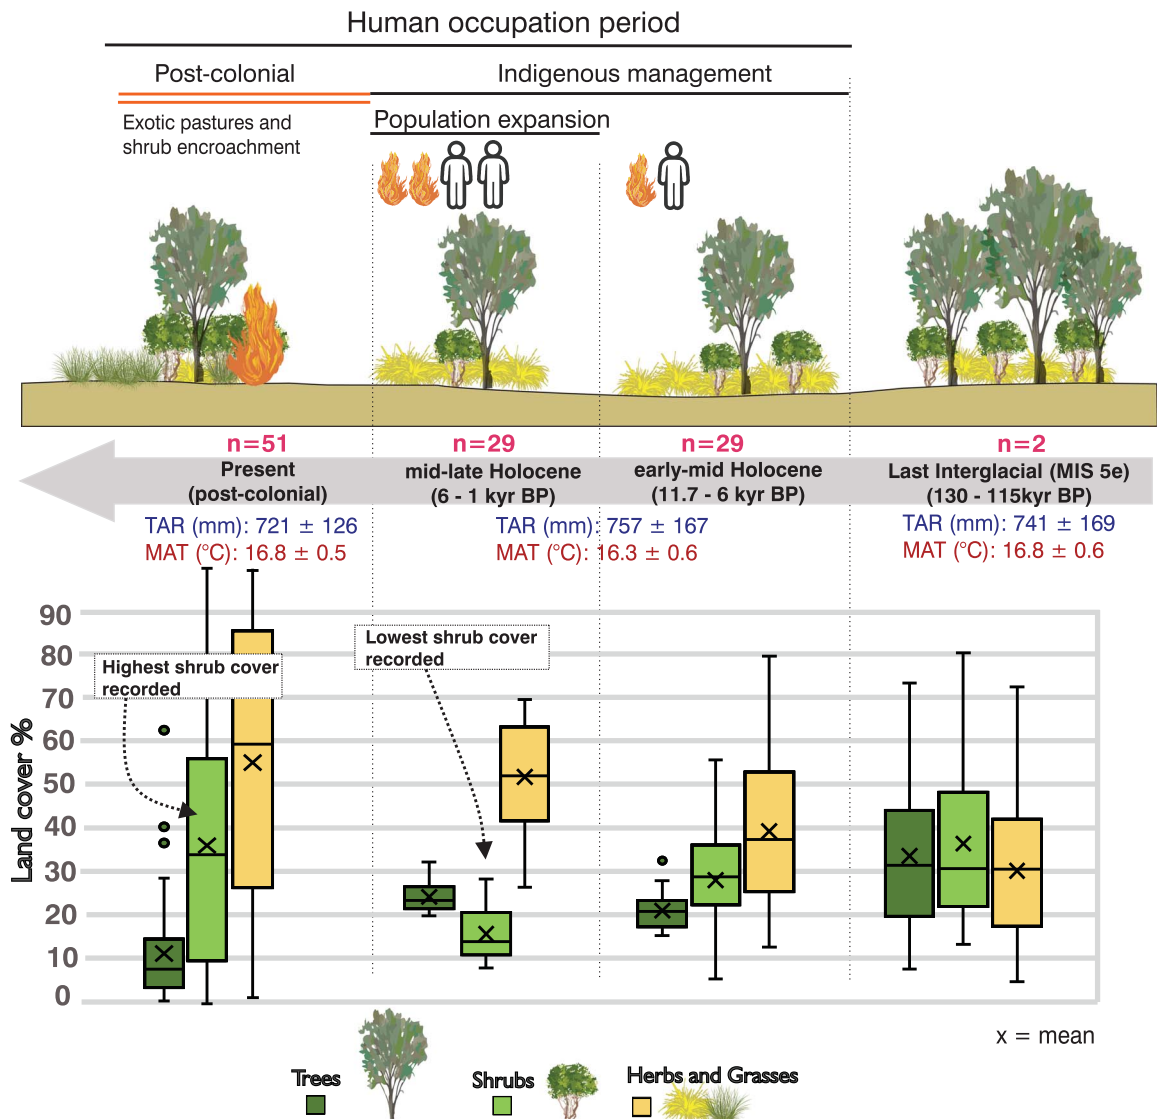 Human occupation period
Post-colonial
Indigenous management
Exotic pastures and
shrub encroachment
Population expansion
n=51
n=29
n=29
n=2
Present
(post-colonial)
mid-late Holocene
(6 - 1 kyr BP)
early-mid Holocene
(11.7 - 6 kyr BP)
Last Interglacial (MIS 5e)
(130 - 115kyr BP)
TAR (mm): 721 ± 126
MAT (°C): 16.8 ± 0.5
TAR (mm): 757 ± 167
MAT (°C): 16.3 ± 0.6
TAR (mm): 741 ± 169
MAT (°C): 16.8 ± 0.6
Land cover %
90
80
70
60
50
40
30
20
10
0
Highest shrub cover
recorded
Lowest shrub cover
recorded
x = mean
Trees
Shrubs
Herbs and Grasses